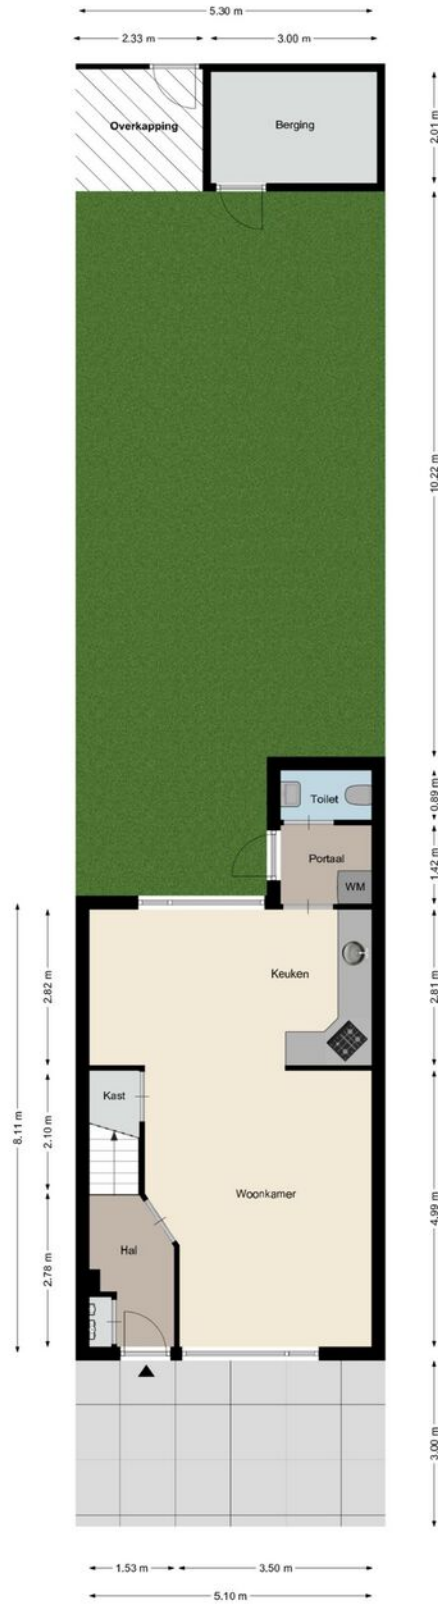 5.30 m
2.33 m
3.00 m
Overkapping
Berging
2.01 m
10.22 m
Toilet
0.89 m
Portaal
1.42 m
WM
Keuken
2.82 m
2.81 m
8.11 m
Kast
2.10 m
Woonkamer
4.99 m
Hal
2.78 m
3.00 m
1.53 m
3.50 m
5.10 m